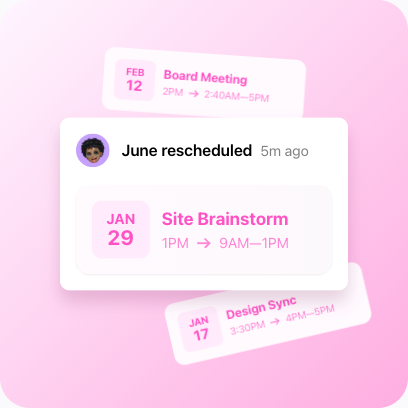 FEB
12
Board Meeting
2PM → 2:40AM—5PM
June rescheduled 5m ago
JAN
29
Site Brainstorm
1PM → 9AM—1PM
JAN
17
Design Sync
3:30PM → 4PM—5PM